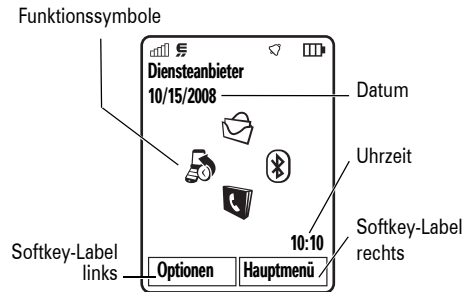 Funktionssymbole
Diensteanbieter
10/15/2008
Datum
Uhrzeit
10:10
Softkey-Label
links
Optionen
Hauptmenü
Softkey-Label
rechts